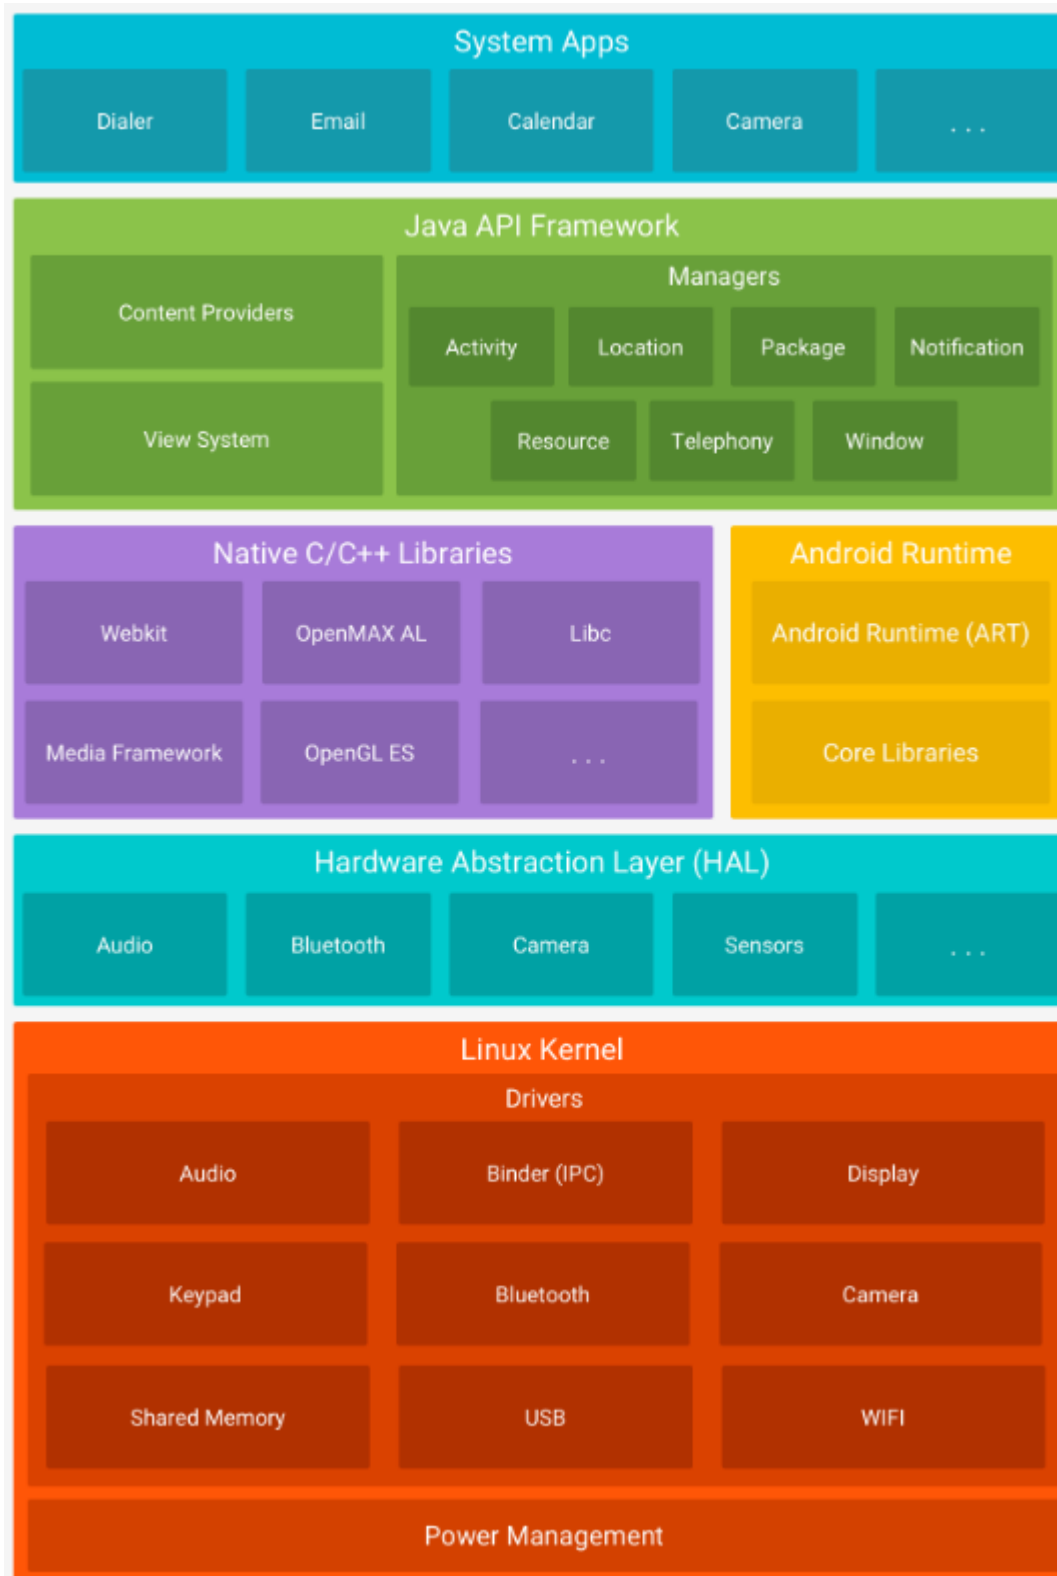 System Apps
Dialer
Email
Calendar
Camera
. . .
Java API Framework
Content Providers
View System
Managers
Activity
Location
Package
Notification
Resource
Telephony
Window
Native C/C++ Libraries
Webkit
OpenMAX AL
Libc
Media Framework
OpenGL ES
. . .
Android Runtime
Android Runtime (ART)
Core Libraries
Hardware Abstraction Layer (HAL)
Audio
Bluetooth
Camera
Sensors
. . .
Linux Kernel
Drivers
Audio
Binder (IPC)
Display
Keypad
Bluetooth
Camera
Shared Memory
USB
WIFI
Power Management